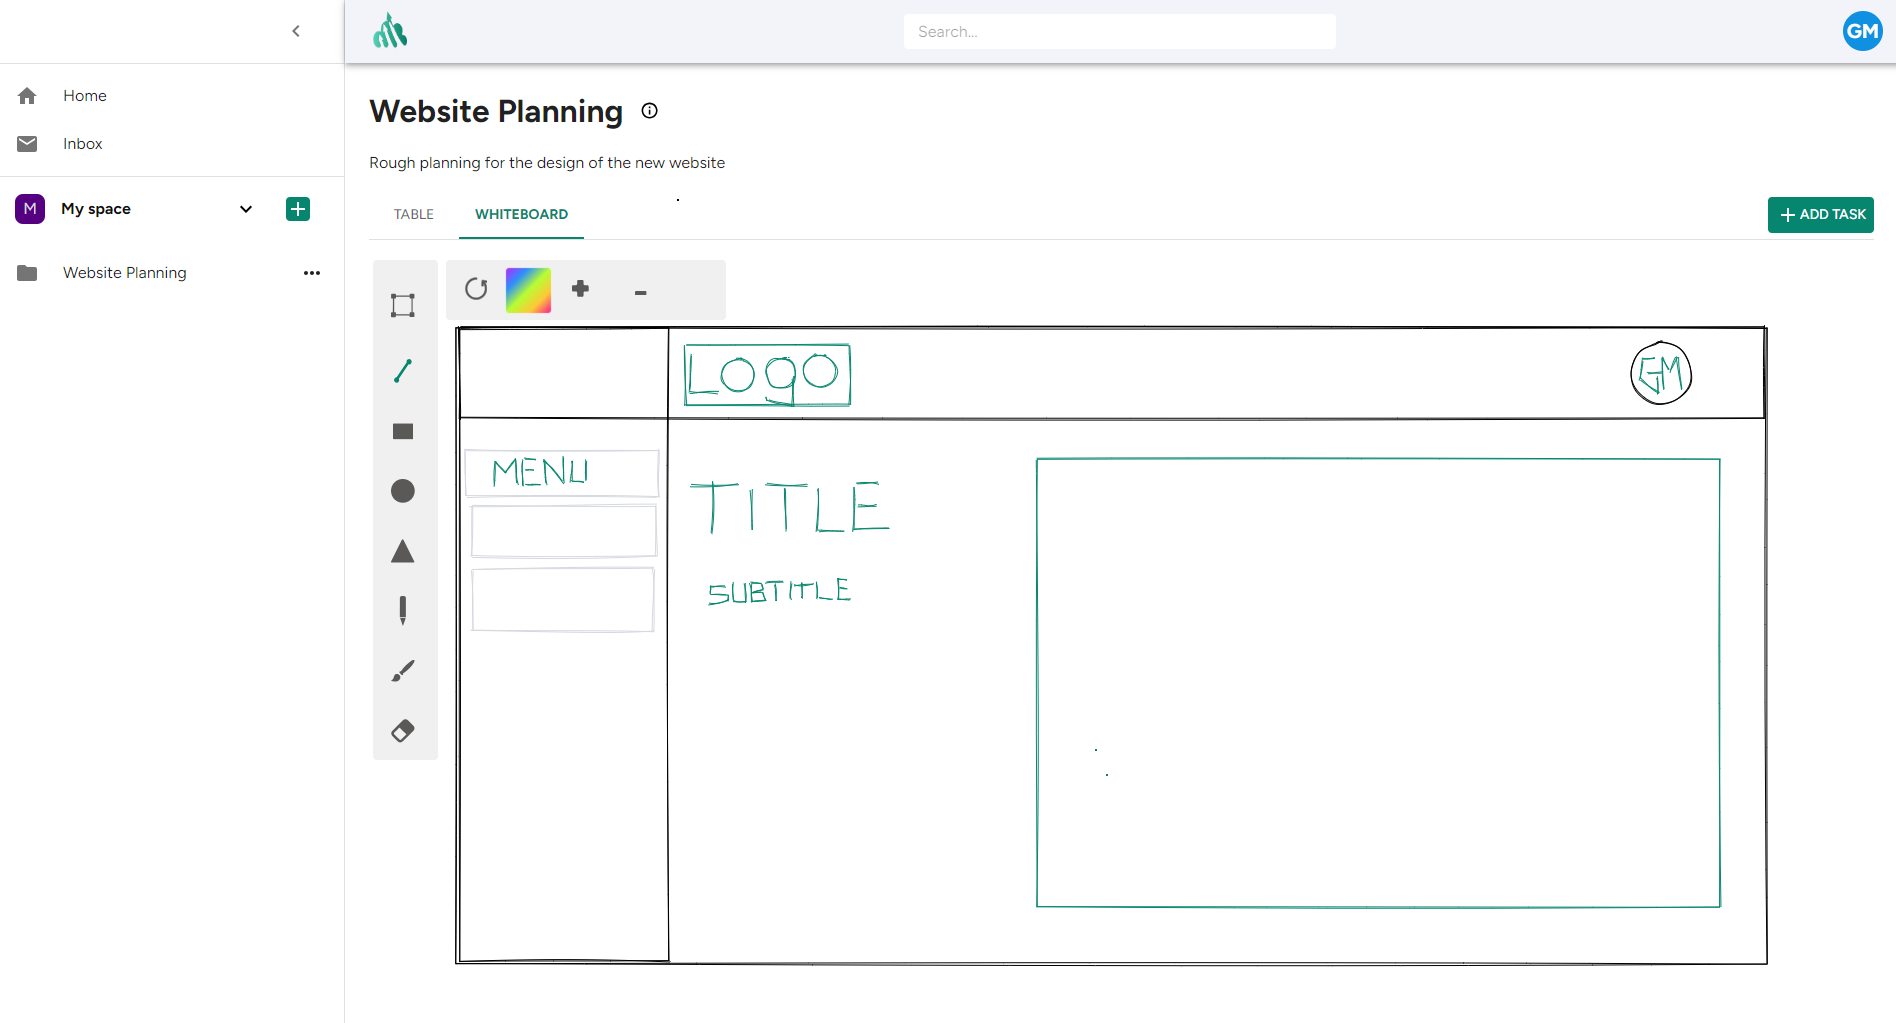 Search...
GM
Home
Inbox
M My space
Website Planning
Website Planning
Rough planning for the design of the new website
TABLE WHITEBOARD
ADD TASK
Logo
GM
MENU
TITLE
SUBTITLE